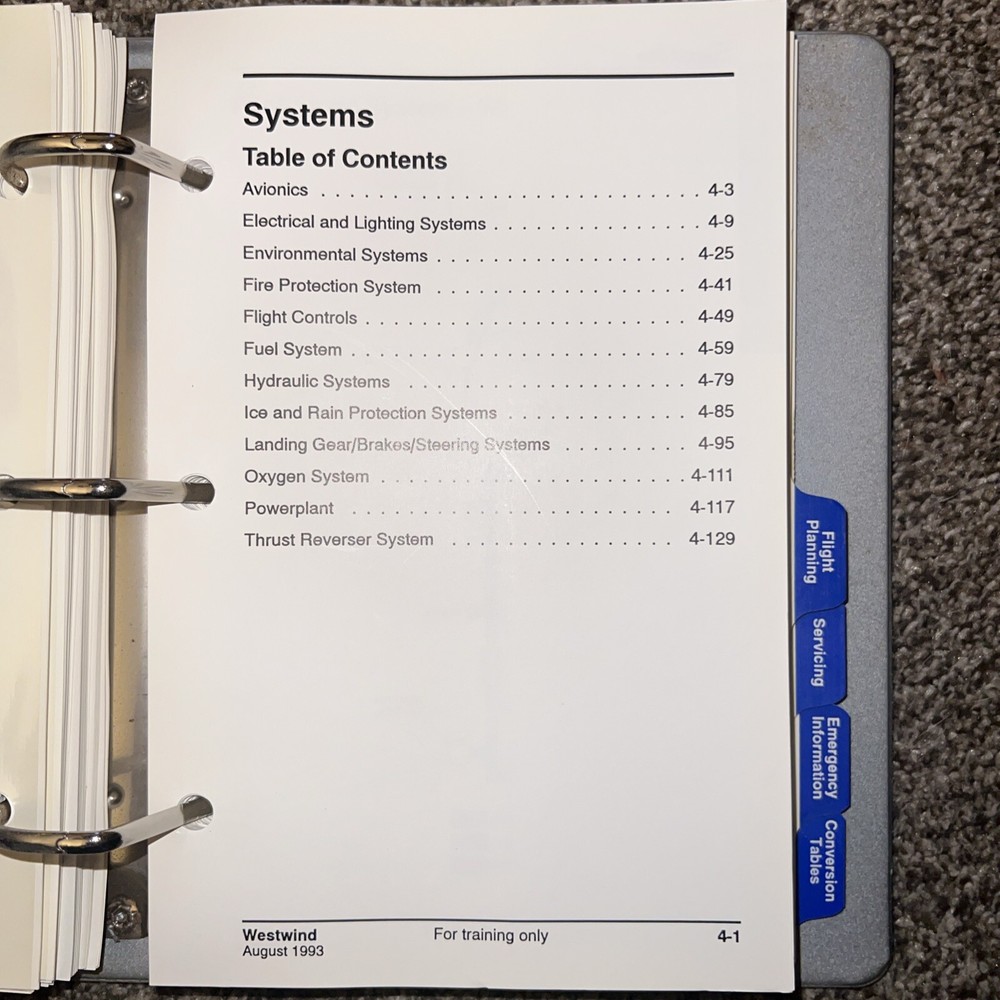 Systems
Table of Contents
Avionics . . . . . . . . . . . . . . . . . . . . . . . . . . . 4-3
Electrical and Lighting Systems . . . . . . . . . . . . . . . 4-9
Environmental Systems . . . . . . . . . . . . . . . . . . 4-25
Fire Protection System . . . . . . . . . . . . . . . . . . 4-41
Flight Controls . . . . . . . . . . . . . . . . . . . . . . . 4-49
Fuel System . . . . . . . . . . . . . . . . . . . . . . . . 4-59
Hydraulic Systems . . . . . . . . . . . . . . . . . . . . 4-79
Ice and Rain Protection Systems . . . . . . . . . . . . . 4-85
Landing Gear/Brakes/Steering Systems . . . . . . . . . 4-95
Oxygen System . . . . . . . . . . . . . . . . . . . . . . 4-111
Powerplant . . . . . . . . . . . . . . . . . . . . . . . 4-117
Thrust Reverser System . . . . . . . . . . . . . . . . 4-129
Westwind For training only 4-1
August 1993
Flight
Planning
Servicing
Emergency
Information
Conversion
Tables